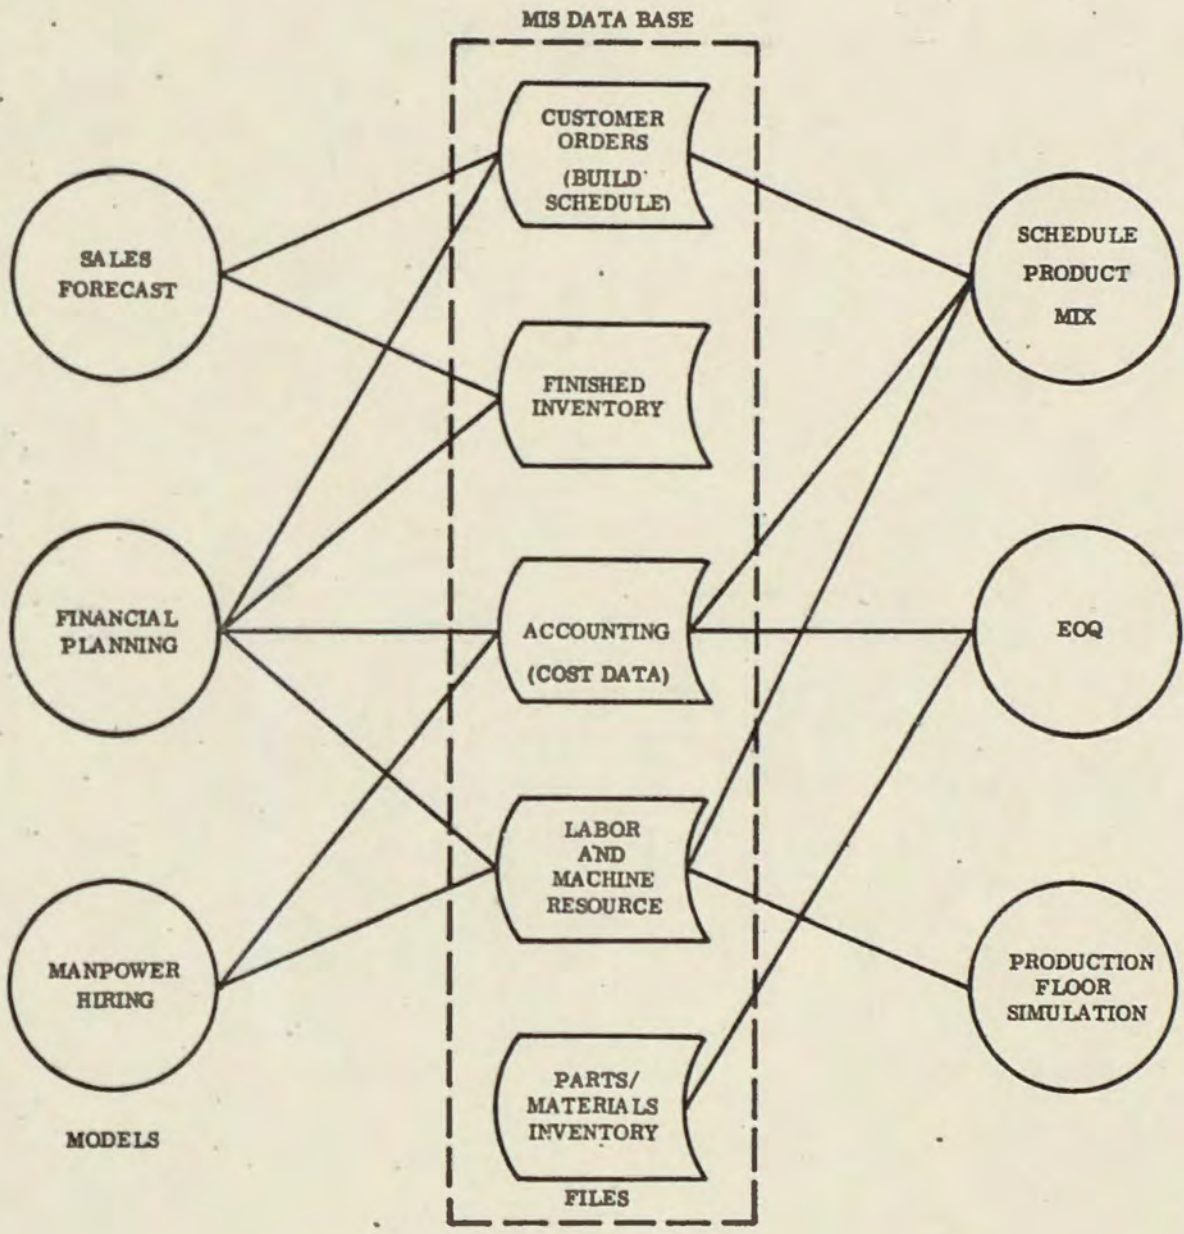 MIS DATA BASE
CUSTOMER
ORDERS
(BUILD
SCHEDULE)
SALES
FORECAST
SCHEDULE
PRODUCT
MIX
FINISHED
INVENTORY
FINANCIAL
PLANNING
ACCOUNTING
(COST DATA)
EOQ
LABOR
AND
MACHINE
RESOURCE
MANPOWER
HIRING
PRODUCTION
FLOOR
SIMULATION
PARTS/
MATERIALS
INVENTORY
MODELS
FILES